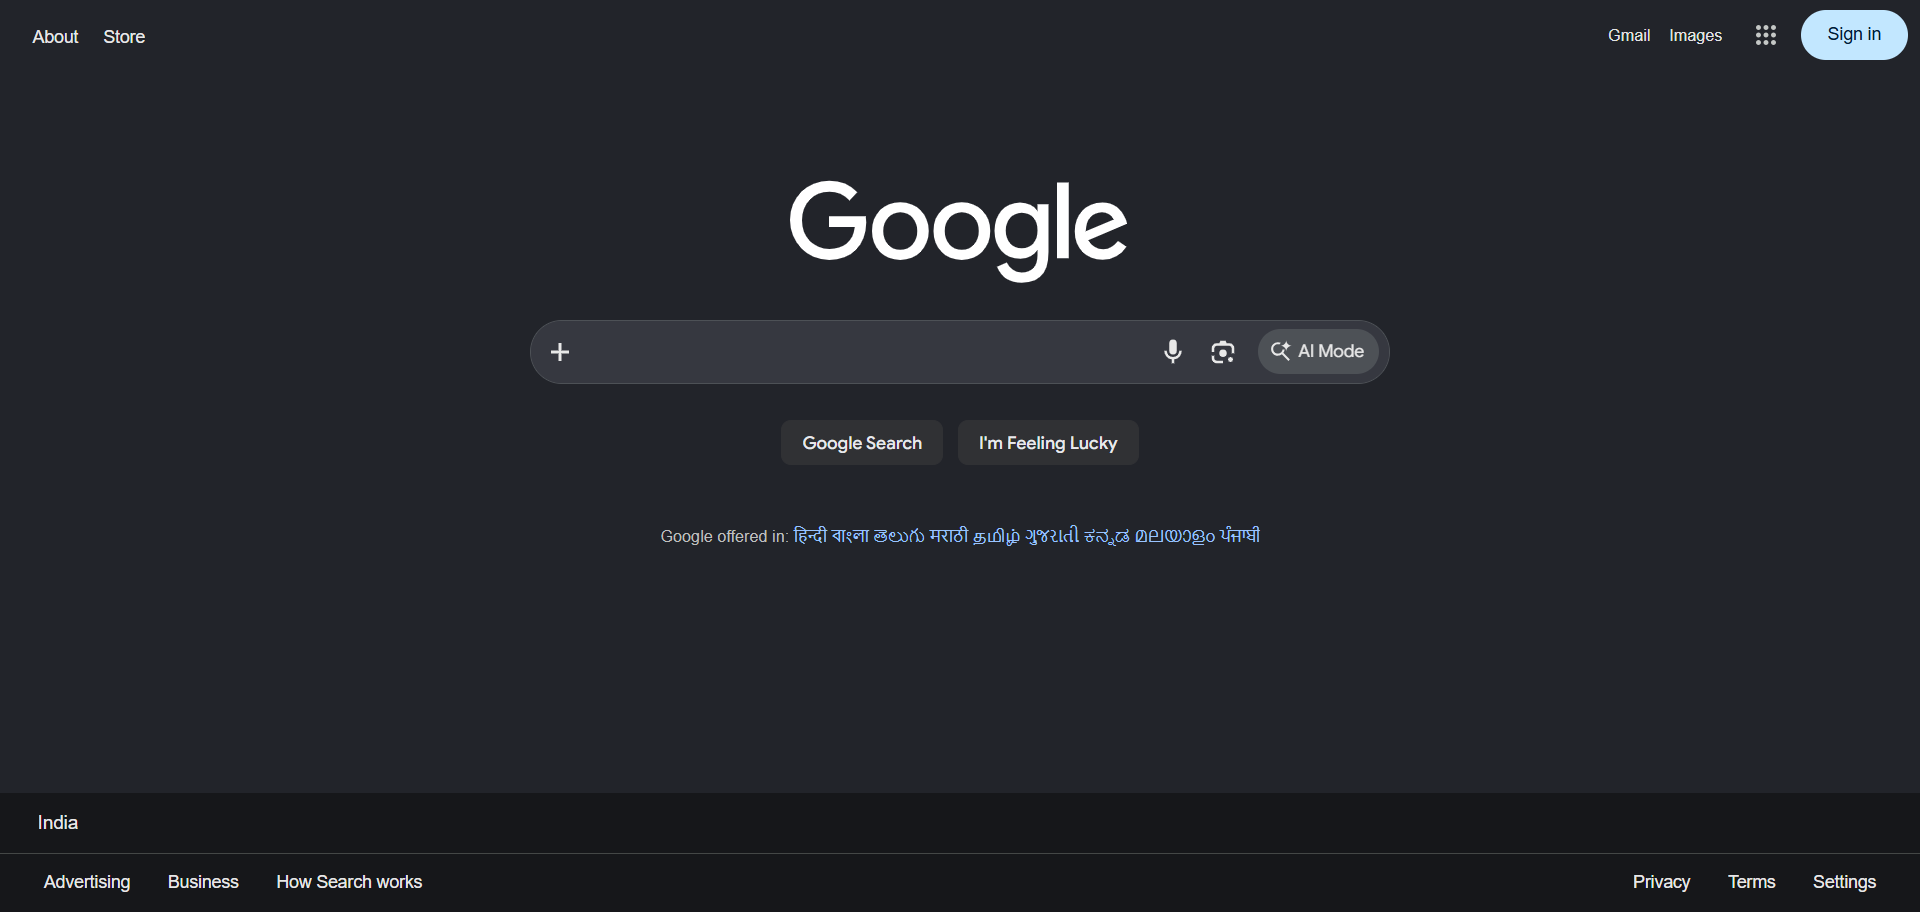 About Store
Gmail Images Sign in
Google
AI Mode
Google Search I'm Feeling Lucky
Google offered in: हिन्दी বাংলা తెలుగు मराठी தமிழ் ગુજરાતી ಕನ್ನಡ മലയാളം ਪੰਜਾਬੀ
India
Advertising Business How Search works
Privacy Terms Settings